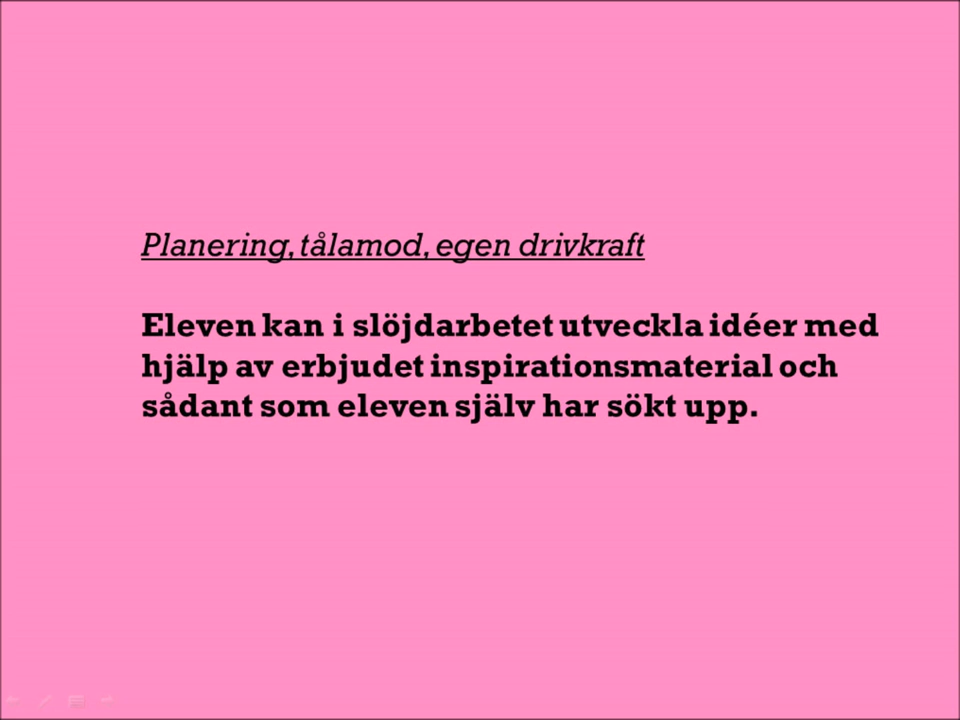 Planering, tålamod, egen drivkraft
Eleven kan i slöjdarbetet utveckla idéer med
hjälp av erbjudet inspirationsmaterial och
sådant som eleven själv har sökt upp.